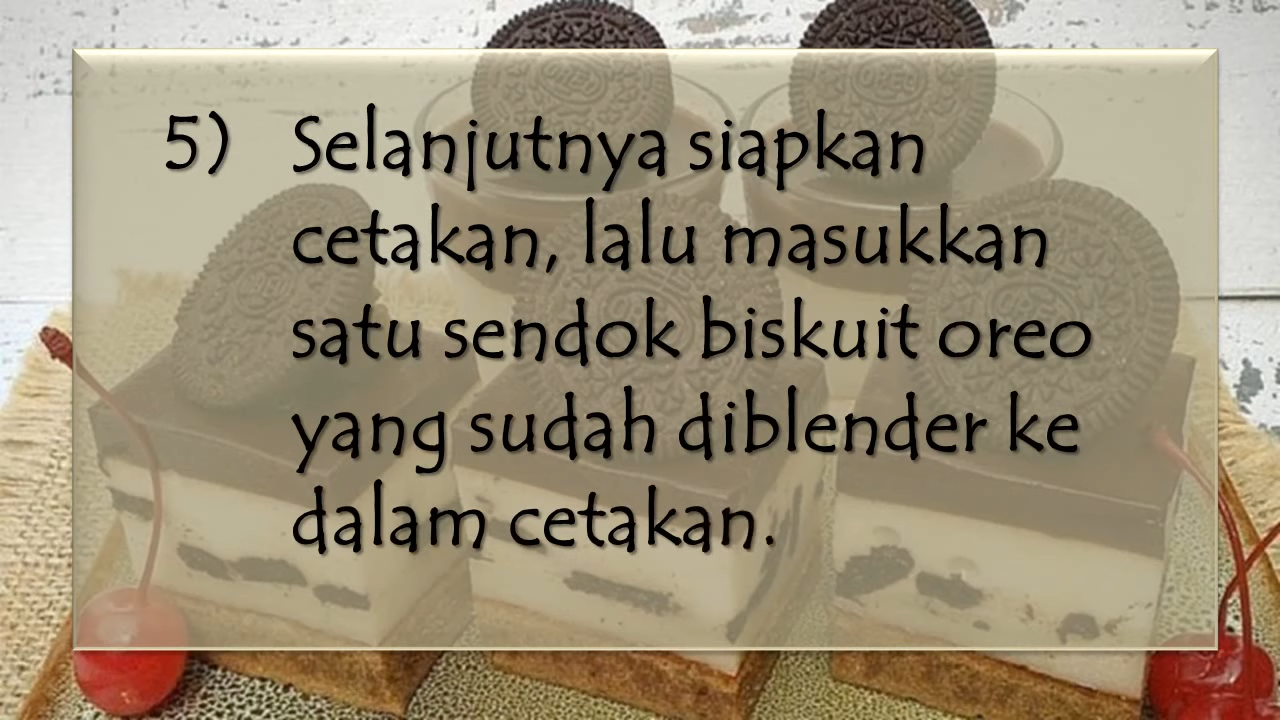 5) Selanjutnya siapkan
cetakan, lalu masukkan
satu sendok biskuit oreo
yang sudah diblender ke
dalam cetakan.